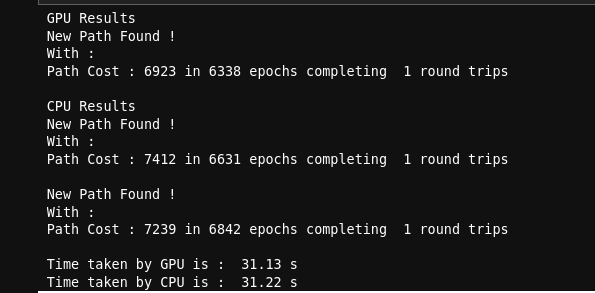 GPU Results
New Path Found !
With :
Path Cost : 6923 in 6338 epochs completing  1 round trips

CPU Results
New Path Found !
With :
Path Cost : 7412 in 6631 epochs completing  1 round trips

New Path Found !
With :
Path Cost : 7239 in 6842 epochs completing  1 round trips

Time taken by GPU is :  31.13 s
Time taken by CPU is :  31.22 s